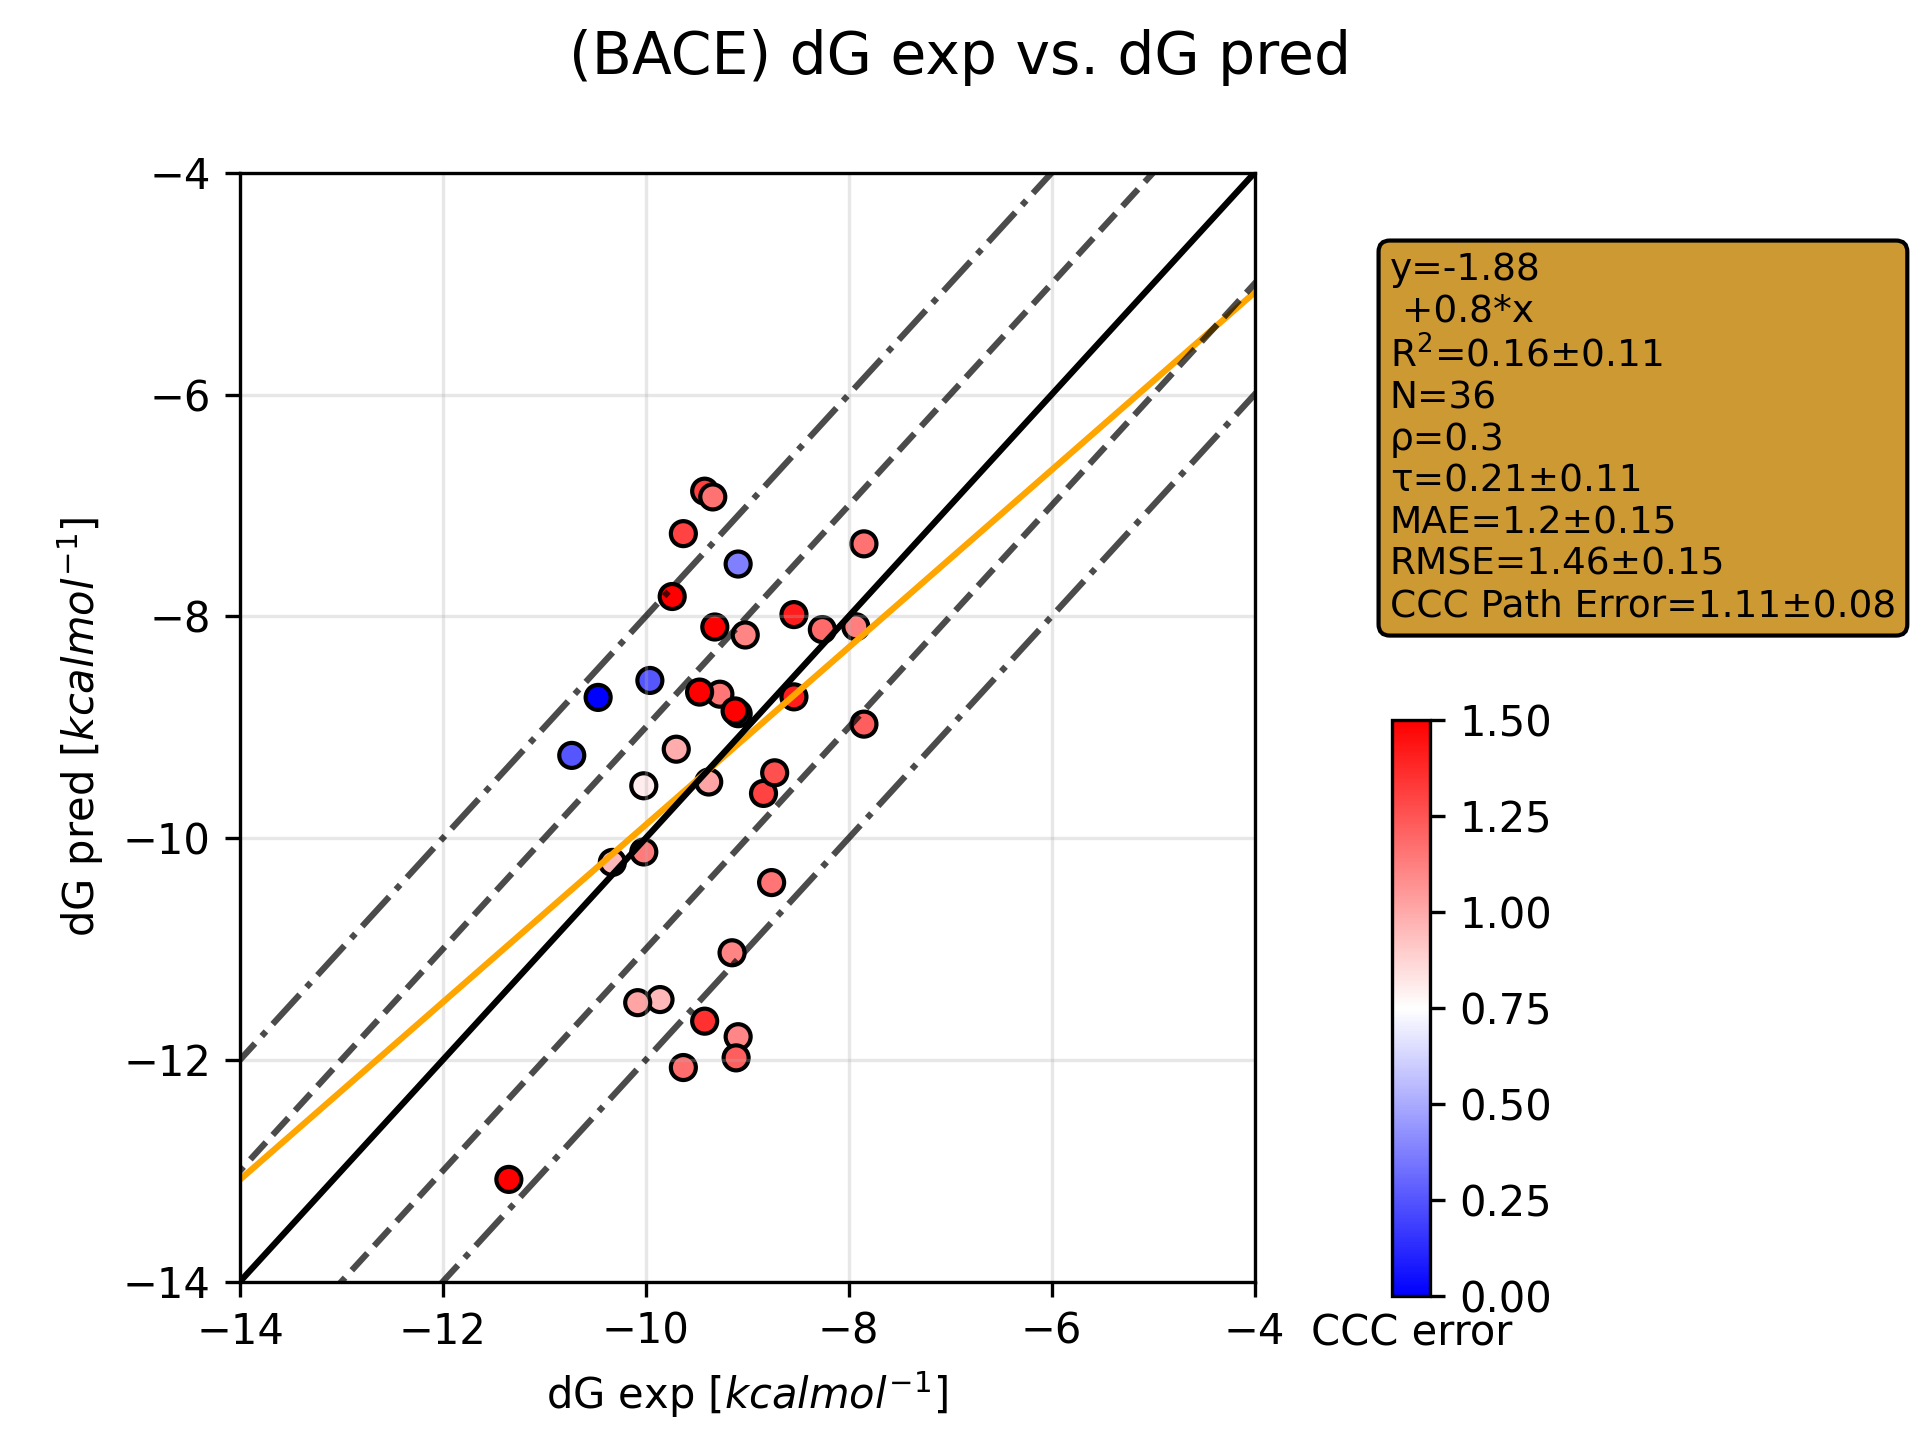 (BACE) dG exp vs. dG pred
−4
−6
−8
−10
−12
−14
dG pred [kcalmol⁻¹]
−14
−12
−10
−8
−6
−4
dG exp [kcalmol⁻¹]
y=-1.88
+0.8*x
R²=0.16±0.11
N=36
ρ=0.3
τ=0.21±0.11
MAE=1.2±0.15
RMSE=1.46±0.15
CCC Path Error=1.11±0.08
1.50
1.25
1.00
0.75
0.50
0.25
0.00
CCC error